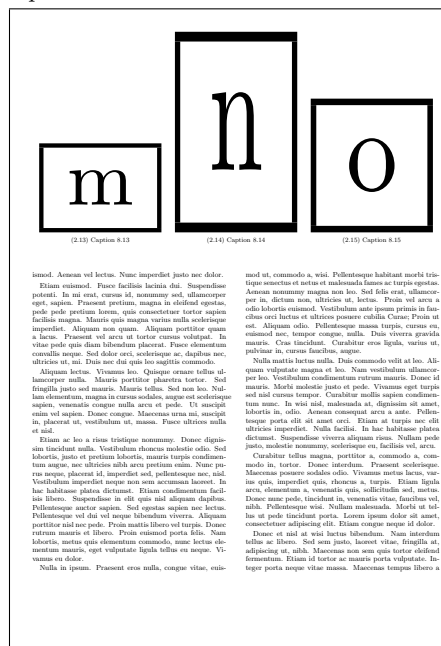 m
n
o
(2.13) Caption 8.13
(2.14) Caption 8.14
(2.15) Caption 8.15
ismod. Aenean vel lectus. Nunc imperdiet justo nec dolor.
Etiam euismod. Fusce facilisis lacinia dui. Suspendisse
potenti. In mi erat, cursus id, nonummy sed, ullamcorper
eget, sapien. Praesent pretium, magna in eleifend egestas,
pede pede pretium lorem, quis consectetuer tortor sapien
facilisis magna. Mauris quis magna varius nulla scelerisque
imperdiet. Aliquam non quam. Aliquam porttitor quam
a lacus. Praesent vel arcu ut tortor cursus volutpat. In
vitae pede quis diam bibendum placerat. Fusce elementum
convallis neque. Sed dolor orci, scelerisque ac, dapibus nec,
ultricies ut, mi. Duis nec dui quis leo sagittis commodo.
Aliquam lectus. Vivamus leo. Quisque ornare tellus ul-
lamcorper nulla. Mauris porttitor pharetra tortor. Sed
fringilla justo sed mauris. Mauris tellus. Sed non leo. Nul-
lam elementum, magna in cursus sodales, augue est scelerisque
sapien, venenatis congue nulla arcu et pede. Ut suscipit
enim vel sapien. Donec congue. Maecenas urna mi, suscipit
in, placerat ut, vestibulum ut, massa. Fusce ultrices nulla
et nisl.
Etiam ac leo a risus tristique nonummy. Donec dignis-
sim tincidunt nulla. Vestibulum rhoncus molestie odio. Sed
lobortis, justo et pretium lobortis, mauris turpis condimen-
tum augue, nec ultricies nibh arcu pretium enim. Nunc pu-
rus neque, placerat id, imperdiet sed, pellentesque nec, nisl.
Vestibulum imperdiet neque non sem accumsan laoreet. In
hac habitasse platea dictumst. Etiam condimentum facil-
isis libero. Suspendisse in elit quis nisl aliquam dapibus.
Pellentesque auctor sapien. Sed egestas sapien nec lectus.
Pellentesque vel dui vel neque bibendum viverra. Aliquam
porttitor nisl nec pede. Proin mattis libero vel turpis. Donec
rutrum mauris et libero. Proin euismod porta felis. Nam
lobortis, metus quis elementum commodo, nunc lectus ele-
mentum mauris, eget vulputate ligula tellus eu neque. Vi-
vamus eu dolor.
Nulla in ipsum. Praesent eros nulla, congue vitae, euis-
mod ut, commodo a, wisi. Pellentesque habitant morbi tris-
tique senectus et netus et malesuada fames ac turpis egestas.
Aenean nonummy magna non leo. Sed felis erat, ullamcor-
per in, dictum non, ultricies ut, lectus. Proin vel arcu a
odio lobortis euismod. Vestibulum ante ipsum primis in fau-
cibus orci luctus et ultrices posuere cubilia Curae; Proin ut
est. Aliquam odio. Pellentesque massa turpis, cursus eu,
euismod nec, tempor congue, nulla. Duis viverra gravida
mauris. Cras tincidunt. Curabitur eros ligula, varius ut,
pulvinar in, cursus faucibus, augue.
Nulla mattis luctus nulla. Duis commodo velit at leo. Ali-
quam vulputate magna et leo. Nam vestibulum ullamcor-
per leo. Vestibulum condimentum rutrum mauris. Donec id
mauris. Morbi molestie justo et pede. Vivamus eget turpis
sed nisl cursus tempor. Curabitur mollis sapien condimen-
tum nunc. In wisi nisl, malesuada at, dignissim sit amet,
lobortis in, odio. Aenean consequat arcu a ante. Pellen-
tesque porta elit sit amet orci. Etiam at turpis nec elit
ultricies imperdiet. Nulla facilisi. In hac habitasse platea
dictumst. Suspendisse viverra aliquam risus. Nullam pede
justo, molestie nonummy, scelerisque eu, facilisis vel, arcu.
Curabitur tellus magna, porttitor a, commodo a, com-
modo in, tortor. Donec interdum. Praesent scelerisque.
Maecenas posuere sodales odio. Vivamus metus lacus, var-
ius quis, imperdiet quis, rhoncus a, turpis. Etiam ligula
arcu, elementum a, venenatis quis, sollicitudin sed, metus.
Donec nunc pede, tincidunt in, venenatis vitae, faucibus vel,
nibh. Pellentesque wisi. Nullam malesuada. Morbi ut tel-
lus ut pede tincidunt porta. Lorem ipsum dolor sit amet,
consectetuer adipiscing elit. Etiam congue neque id dolor.
Donec et nisl at wisi luctus bibendum. Nam interdum
tellus ac libero. Sed sem justo, laoreet vitae, fringilla at,
adipiscing ut, nibh. Maecenas non sem quis tortor eleifend
fermentum. Etiam id tortor ac mauris porta vulputate. In-
teger porta neque vitae massa. Maecenas tempus libero a